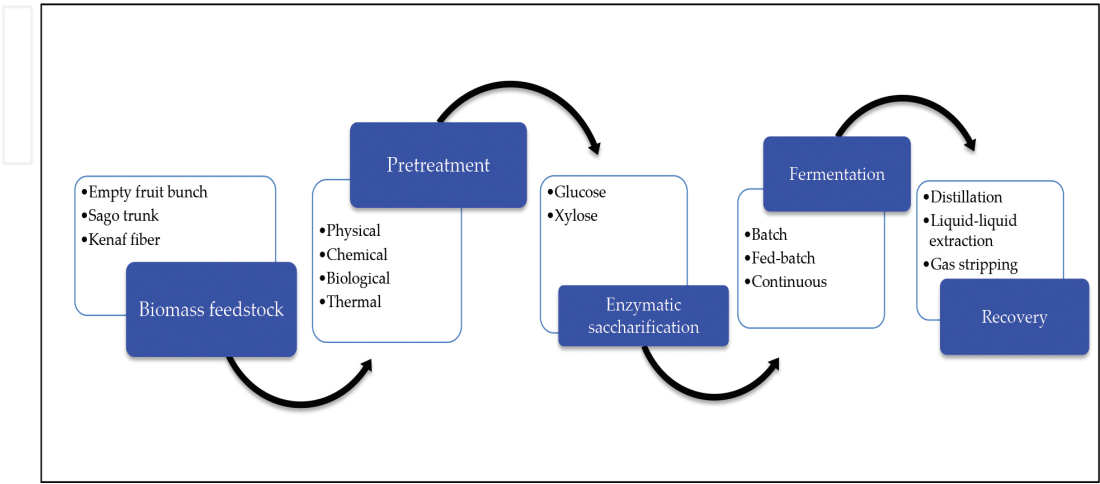 •Empty fruit bunch
•Sago trunk
•Kenaf fiber
Biomass feedstock
Pretreatment
•Physical
•Chemical
•Biological
•Thermal
•Glucose
•Xylose
Enzymatic
saccharification
Fermentation
•Batch
•Fed-batch
•Continuous
•Distillation
•Liquid-liquid
extraction
•Gas stripping
Recovery